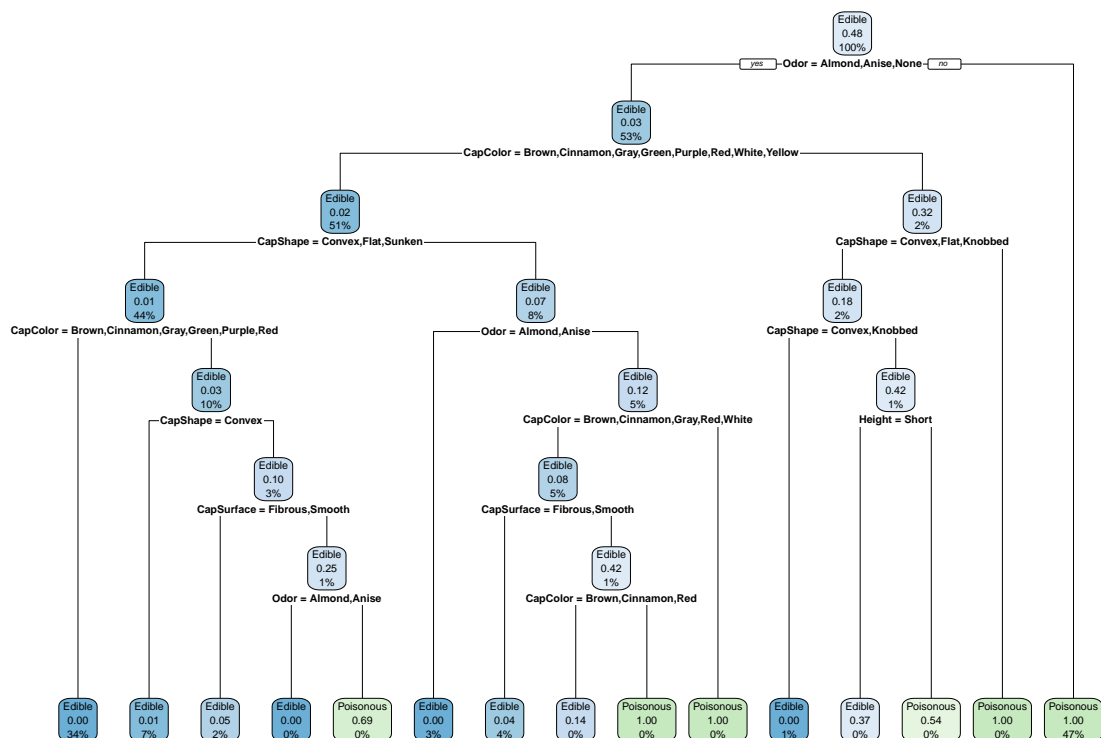 Edible
0.48
100%
yes
Odor = Almond,Anise,None
no
Edible
0.03
53%
CapColor = Brown,Cinnamon,Gray,Green,Purple,Red,White,Yellow
Edible
0.02
51%
CapShape = Convex,Flat,Sunken
Edible
0.32
2%
CapShape = Convex,Flat,Knobbed
Edible
0.01
44%
CapColor = Brown,Cinnamon,Gray,Green,Purple,Red
Edible
0.07
8%
Odor = Almond,Anise
Edible
0.18
2%
CapShape = Convex,Knobbed
Edible
0.03
10%
CapShape = Convex
Edible
0.12
5%
CapColor = Brown,Cinnamon,Gray,Red,White
Edible
0.42
1%
Height = Short
Edible
0.10
3%
CapSurface = Fibrous,Smooth
Edible
0.08
5%
CapSurface = Fibrous,Smooth
Edible
0.25
1%
Odor = Almond,Anise
Edible
0.42
1%
CapColor = Brown,Cinnamon,Red
Edible
0.00
34%
Edible
0.01
7%
Edible
0.05
2%
Edible
0.00
0%
Poisonous
0.69
0%
Edible
0.00
3%
Edible
0.04
4%
Edible
0.14
0%
Poisonous
1.00
0%
Poisonous
1.00
0%
Edible
0.00
1%
Edible
0.37
0%
Poisonous
0.54
0%
Poisonous
1.00
0%
Poisonous
1.00
47%